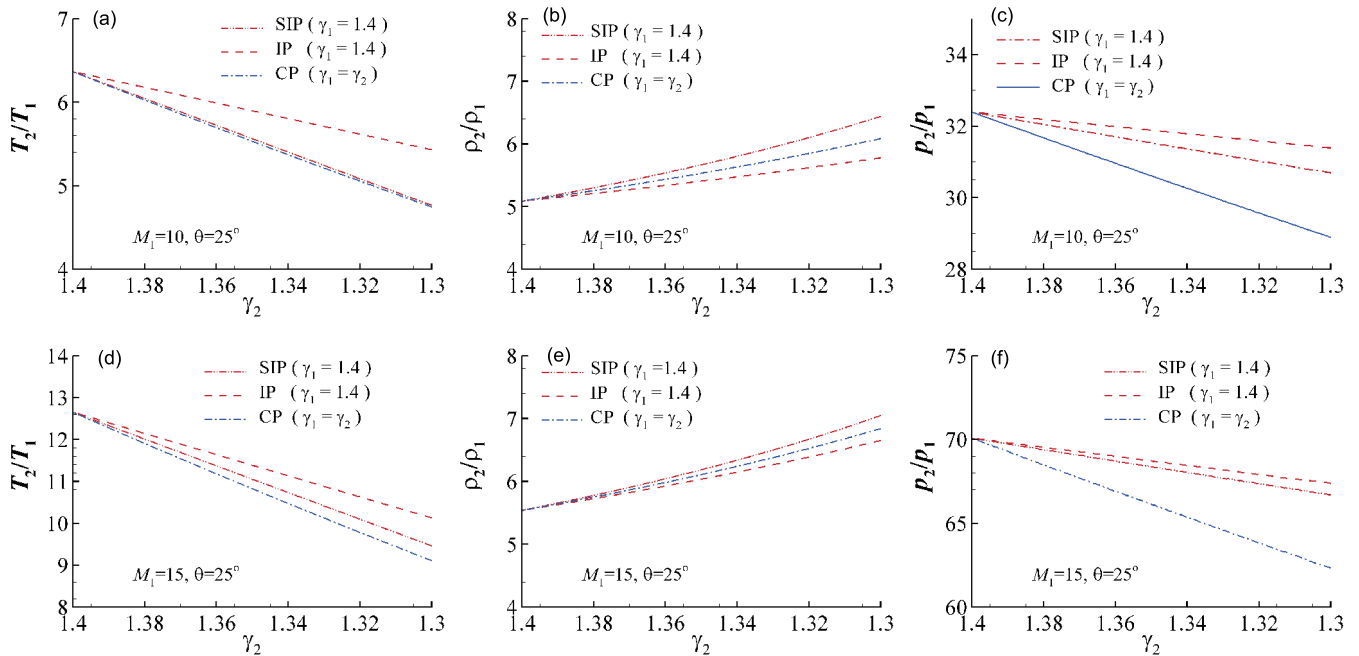 (a)
SIP ( γ₁ = 1.4 )
IP ( γ₁ = 1.4 )
CP ( γ₁ = γ₂ )
T₂/T₁
7
6
5
4
M₁=10, θ=25°
1.4 1.38 1.36 1.34 1.32 1.3
γ₂
(b)
SIP ( γ₁ = 1.4 )
IP ( γ₁ = 1.4 )
CP ( γ₁ = γ₂ )
ρ₂/ρ₁
8
7
6
5
4
M₁=10, θ=25°
1.4 1.38 1.36 1.34 1.32 1.3
γ₂
(c)
SIP ( γ₁ = 1.4 )
IP ( γ₁ = 1.4 )
CP ( γ₁ = γ₂ )
p₂/p₁
34
32
30
28
M₁=10, θ=25°
1.4 1.38 1.36 1.34 1.32 1.3
γ₂
(d)
SIP ( γ₁ = 1.4 )
IP ( γ₁ = 1.4 )
CP ( γ₁ = γ₂ )
T₂/T₁
14
13
12
11
10
9
8
M₁=15, θ=25°
1.4 1.38 1.36 1.34 1.32 1.3
γ₂
(e)
SIP ( γ₁ =1.4 )
IP ( γ₁ = 1.4 )
CP ( γ₁ = γ₂ )
ρ₂/ρ₁
8
7
6
5
4
M₁=15, θ=25°
1.4 1.38 1.36 1.34 1.32 1.3
γ₂
(f)
SIP ( γ₁ = 1.4 )
IP ( γ₁ = 1.4 )
CP ( γ₁ = γ₂ )
p₂/p₁
75
70
65
60
M₁=15, θ=25°
1.4 1.38 1.36 1.34 1.32 1.3
γ₂